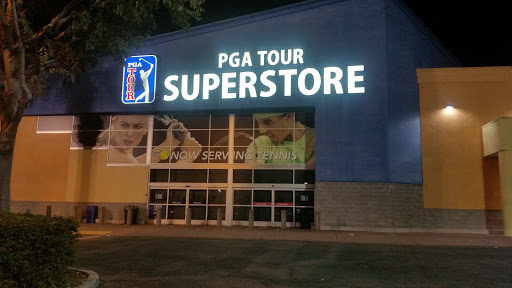 PGA
TOUR
PGA TOUR
SUPERSTORE
NOW SERVING TENNIS